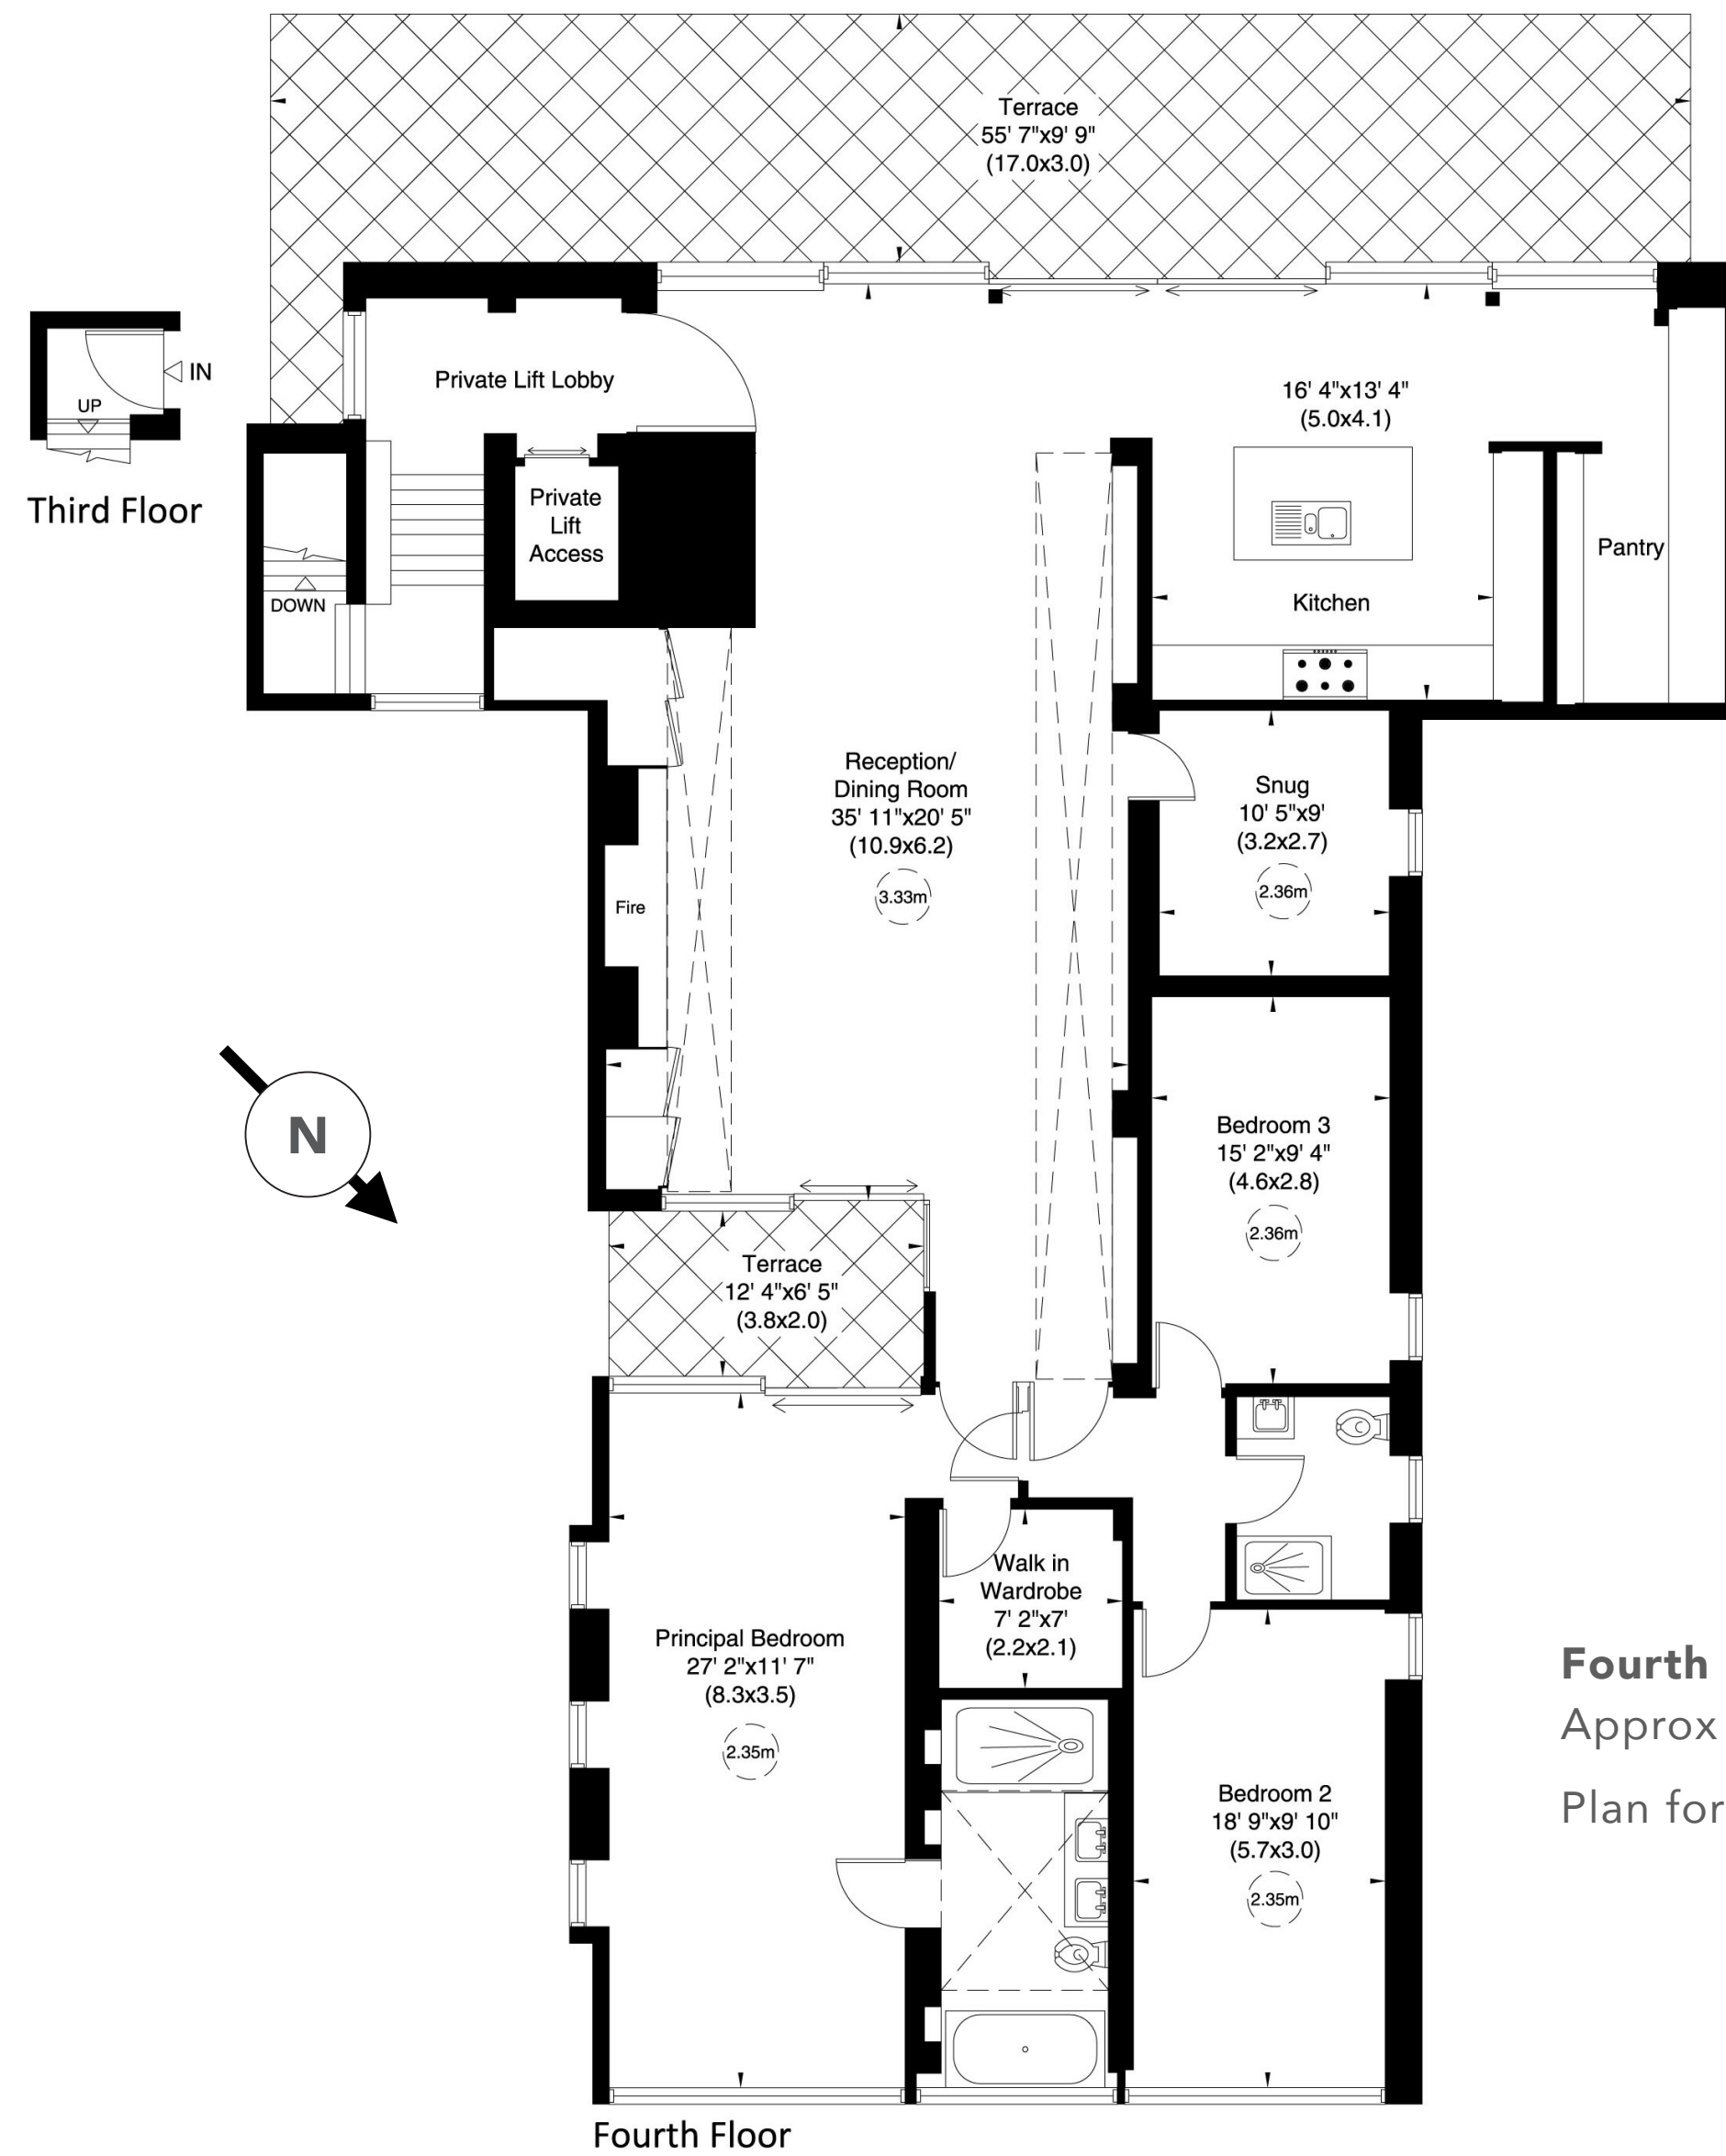 Terrace
55' 7"x9' 9"
(17.0x3.0)
IN
UP
Third Floor
Private Lift Lobby
16' 4"x13' 4"
(5.0x4.1)
Private
Lift
Access
Pantry
DOWN
Kitchen
Reception/
Dining Room
35' 11"x20' 5"
(10.9x6.2)
3.33m
Snug
10' 5"x9'
(3.2x2.7)
2.36m
Fire
N
Bedroom 3
15' 2"x9' 4"
(4.6x2.8)
2.36m
Terrace
12' 4"x6' 5"
(3.8x2.0)
Walk in
Wardrobe
7' 2"x7'
(2.2x2.1)
Principal Bedroom
27' 2"x11' 7"
(8.3x3.5)
2.35m
Bedroom 2
18' 9"x9' 10"
(5.7x3.0)
2.35m
Fourth
Approx
Plan for
Fourth Floor